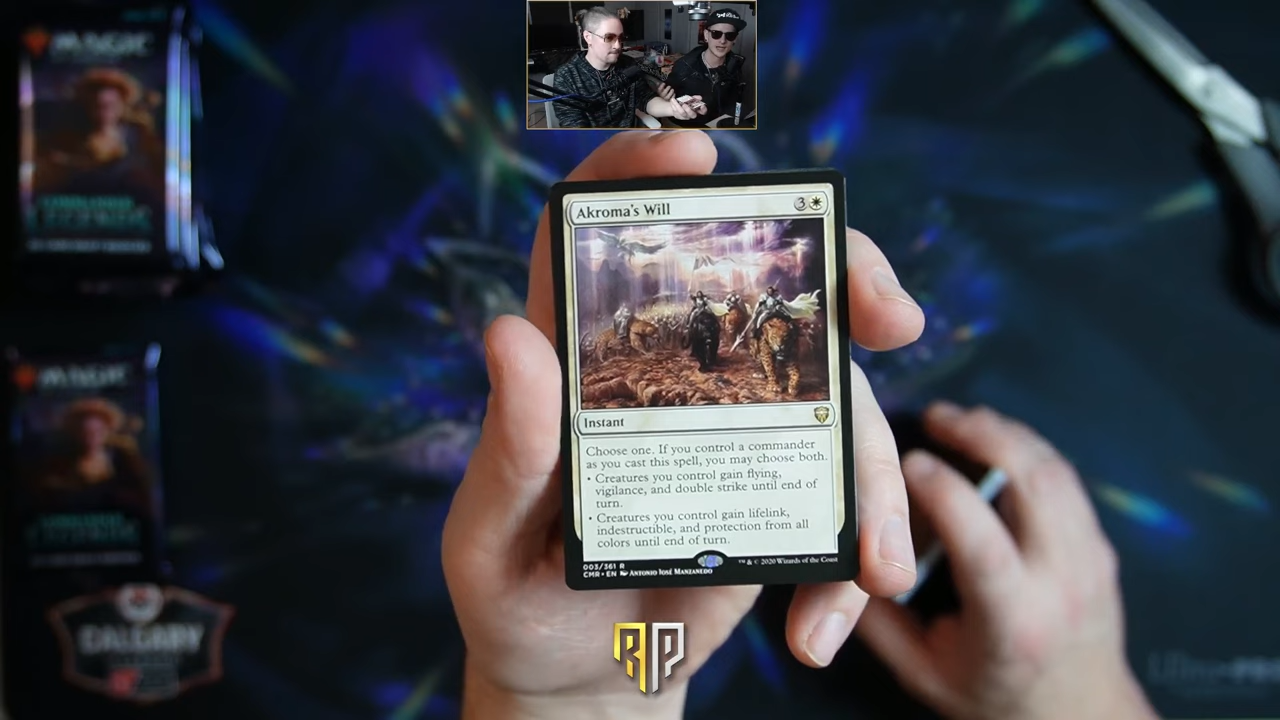 MAGIC
LEGENDS
Akroma's Will
3
Instant
Choose one. If you control a commander
as you cast this spell, you may choose both.
• Creatures you control gain flying,
vigilance, and double strike until end of
turn.
• Creatures you control gain lifelink,
indestructible, and protection from all
colors until end of turn.
003/361 R
CMR • EN Antonio José Manzanedo
™ & © 2020 Wizards of the Coast
MAGIC
CALGARY
RP